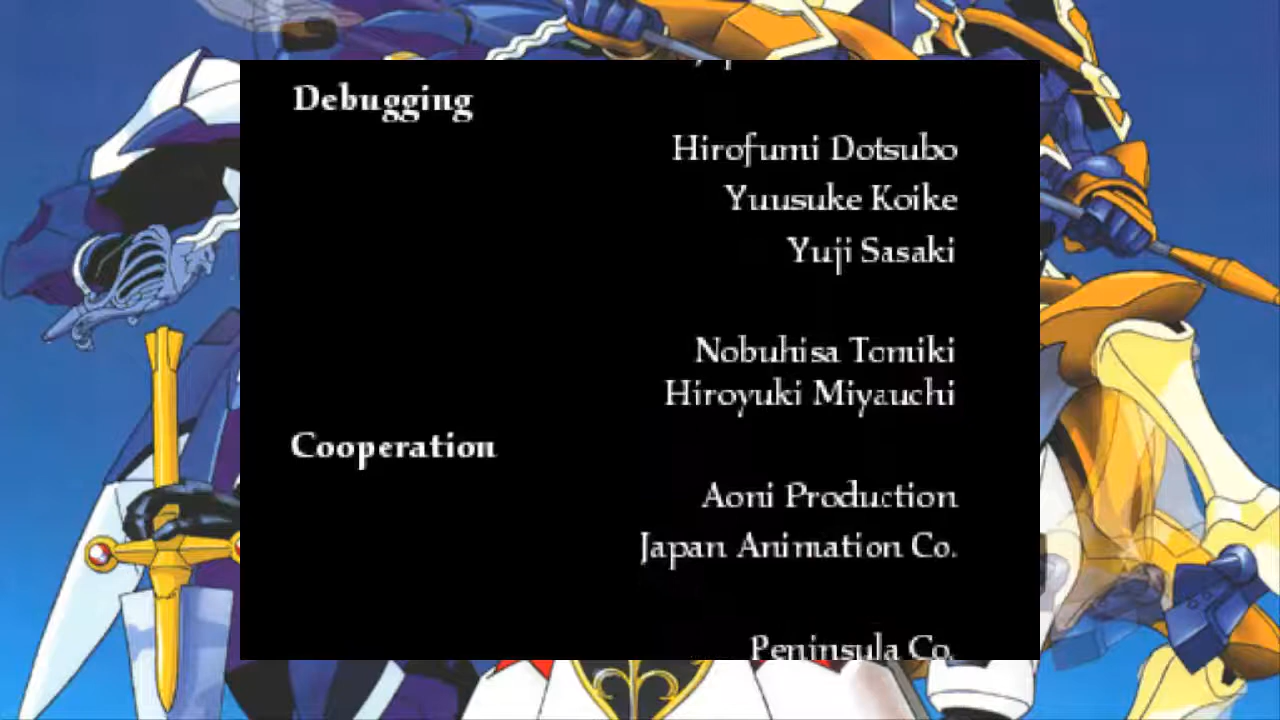 Debugging
Hirofumi Dotsubo
Yuusuke Koike
Yuji Sasaki
Nobuhisa Tomiki
Hiroyuki Miyauchi
Cooperation
Aoni Production
Japan Animation Co.
Peninsula Co.